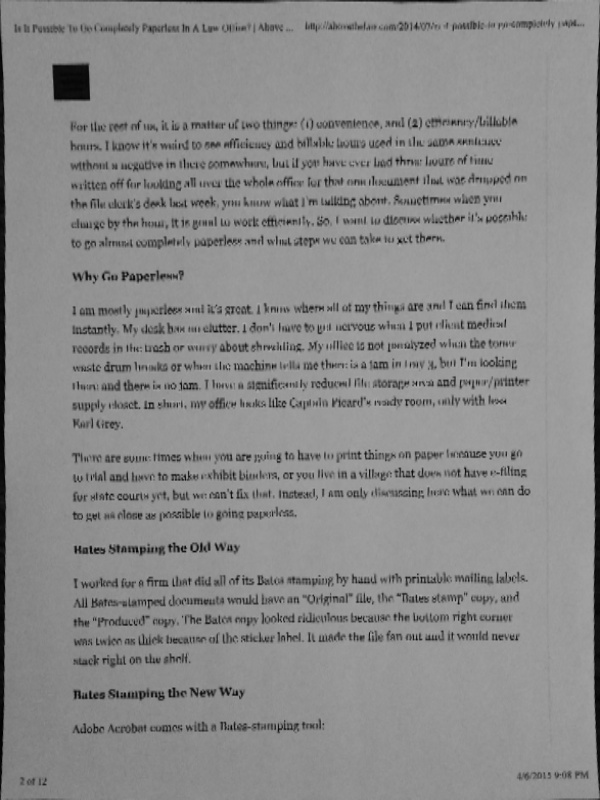 Is It Possible To Go Completely Paperless In A Law Office? | Above ... http://abovethelaw.com/2014/07/
For the rest of us, it is a matter of two things: (1) convenience, and (2) efficiency/billable
hours. I know it's weird to see efficiency and billable hours used in the same sentence
without a negative in there somewhere, but if you have ever had three hours of time
written off for looking all over the whole office for that one document that was dropped on
the file clerk's desk last week, you know what I'm talking about. Sometimes when you
charge by the hour, it is good to work efficiently. So, I want to discuss whether it's possible
to go almost completely paperless and what steps we can take to get there.
Why Go Paperless?
I am mostly paperless and it's great. I know where all of my things are and I can find them
instantly. My desk has no clutter. I don't have to get nervous when I put client medical
records in the trash or worry about shredding. My office is not paralyzed when the toner
waste drum breaks or when the machine tells me there is a jam in tray 3, but I'm looking
there and there is no jam. I have a significantly reduced file storage area and paper/printer
supply closet. In short, my office looks like Captain Picard's ready room, only with less
Earl Grey.
There are some times when you are going to have to print things on paper because you go
to trial and have to make exhibit binders, or you live in a village that does not have e-filing
for state courts yet, but we can't fix that. Instead, I am only discussing here what we can do
to get as close as possible to going paperless.
Bates Stamping the Old Way
I worked for a firm that did all of its Bates stamping by hand with printable mailing labels.
All Bates-stamped documents would have an "Original" file, the "Bates stamp" copy, and
the "Produced" copy. The Bates copy looked ridiculous because the bottom right corner
was twice as thick because of the sticker label. It made the file fan out and it would never
stack right on the shelf.
Bates Stamping the New Way
Adobe Acrobat comes with a Bates-stamping tool:
2 of 12 4/6/2015 9:08 PM